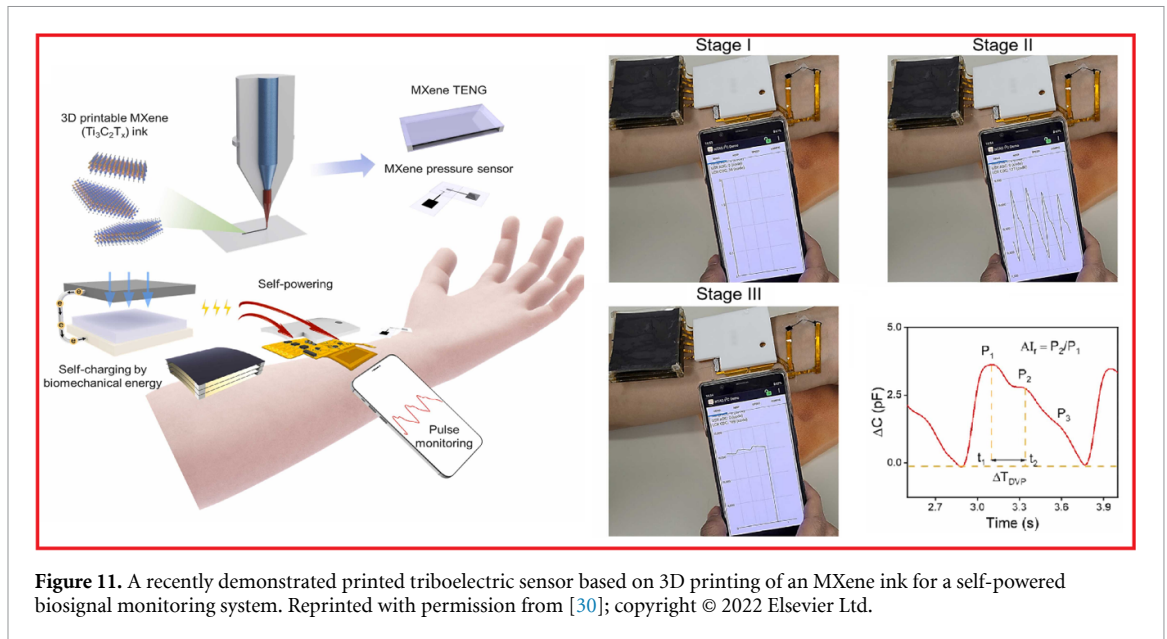 3D printable MXene
(Ti₃C₂Tₓ) ink
MXene TENG
MXene pressure sensor
Self-powering
Self-charging by
biomechanical energy
Pulse
monitoring
Stage I
Stage II
Stage III
5.0
2.5
0.0
ΔC (pF)
P₁
AIᵣ = P₂/P₁
P₂
P₃
t₁
t₂
ΔT_DVP
2.7
3.0
3.3
3.6
3.9
Time (s)
Figure 11. A recently demonstrated printed triboelectric sensor based on 3D printing of an MXene ink for a self-powered
biosignal monitoring system. Reprinted with permission from [30]; copyright © 2022 Elsevier Ltd.